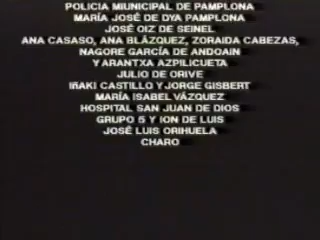 POLICIA MIUNICIPAL DE PAMPLONA
MARÍA JOSÉ DE DYA PAMPLONA
JOSÉ OIZ DE SEINEL
ANA CASASO, ANA BLÁZQUEZ, ZORAIDA CABEZAS,
NAGORE GARCÍA DE ANDOAIN
Y ARANTXA AZPILICUETA
JULIO DE ORIVE
IÑAKI CASTILLO Y JORGE GISBERT
MARÍA ISABEL VÁZQUEZ
HOSPITAL SAN JUAN DE DIOS
GRUPO 5 Y ION DE LUIS
JOSÉ LUIS ORIHUELA
CHARO